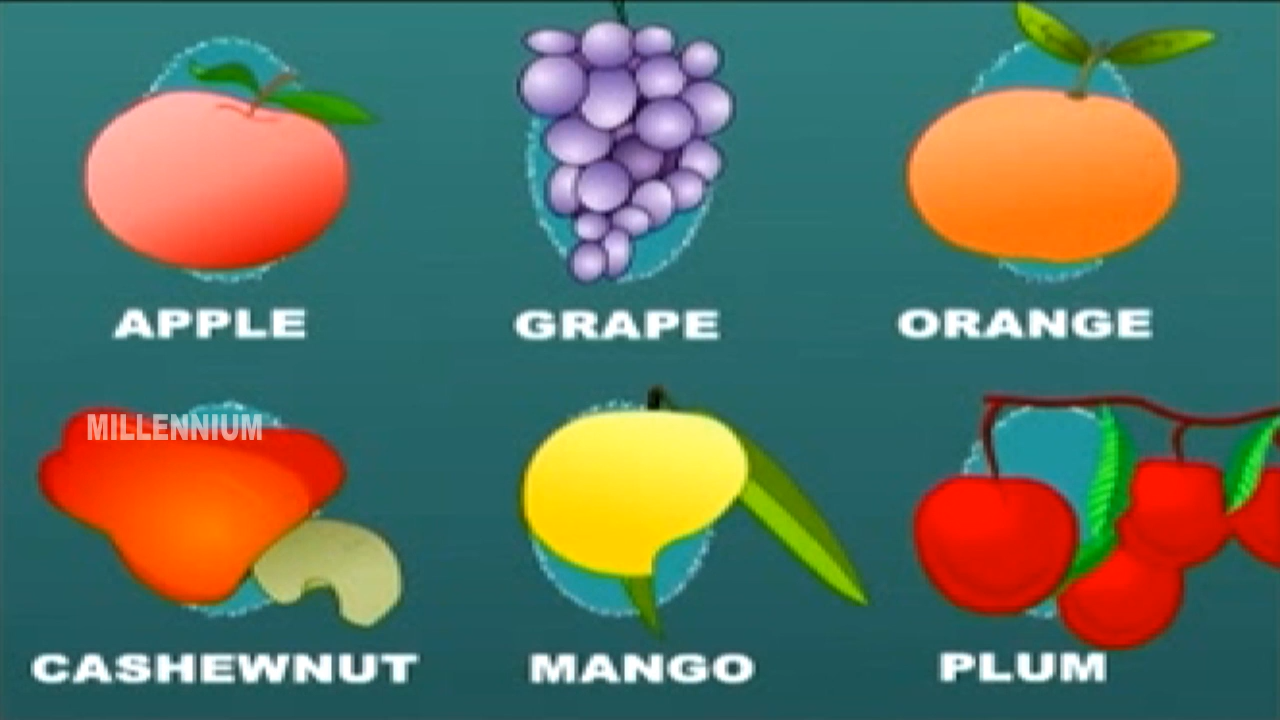 APPLE
GRAPE
ORANGE
MILLENNIUM
CASHEWNUT
MANGO
PLUM